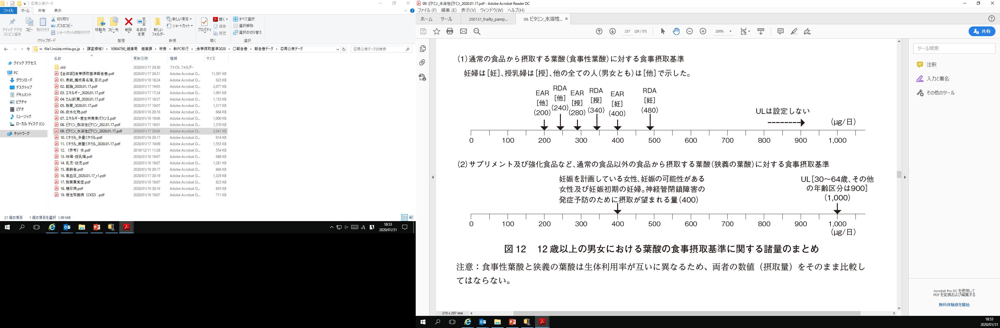 ◎再公表データ
ファイル ホーム 共有 表示
クイック アクセスにピン留め コピー 貼り付け 切り取り パスのコピー ショートカットの貼り付け
移動先 コピー先 削除 名前の変更 新しいフォルダー 新しい項目 ショートカット
プロパティ 開く 編集 履歴 すべて選択 選択解除 選択の切り替え
クリップボード 整理 新規 開く 選択
« file1.inside.mhlw.go.jp › 課室領域1 › 10904760_健康局 健康課 › 栄養 › 新PC移行 › ;食事摂取基準2020 › 〇報告書 › 報告書データ › ◎再公表データ
◎再公表データの検索
クイック アクセス
PC
ダウンロード
デスクトップ
ドキュメント
ピクチャ
ビデオ
ミュージック
ローカル ディスク (C:)
ネットワーク
名前 更新日時 種類 サイズ
old 2020/01/17 20:30 ファイル フォルダー
【全体版】食事摂取基準報告書.pdf 2020/01/17 20:51 Adobe Acrobat D... 11,391 KB
01. 表紙_構成員名簿_目次.pdf 2020/01/10 18:24 Adobe Acrobat D... 623 KB
02. 総論_2020.01.17.pdf 2020/01/17 19:05 Adobe Acrobat D... 2,077 KB
03. エネルギー_2020.01.17.pdf 2020/01/17 17:24 Adobe Acrobat D... 1,991 KB
04. たんぱく質_2020.01.17.pdf 2020/01/17 18:57 Adobe Acrobat D... 1,153 KB
05. 脂質_2020.01.17.pdf 2020/01/17 19:07 Adobe Acrobat D... 1,317 KB
06. 炭水化物.pdf 2020/01/16 20:16 Adobe Acrobat D... 684 KB
07. エネルギー産生栄養素バランス.pdf 2020/01/16 19:06 Adobe Acrobat D... 1,000 KB
08. ビタミン_脂溶性ビタミン_202.01.17.pdf 2020/01/17 19:01 Adobe Acrobat D... 1,370 KB
09. ビタミン_水溶性ビタミン_2020.01.17.pdf 2020/01/17 20:06 Adobe Acrobat D... 2,041 KB
10. ミネラル_多量ミネラル.pdf 2020/01/16 20:17 Adobe Acrobat D... 914 KB
11. ミネラル_微量ミネラル_2020.01.17.pdf 2020/01/17 19:09 Adobe Acrobat D... 1,553 KB
12. （参考）水.pdf 2019/12/11 11:28 Adobe Acrobat D... 554 KB
13. 妊婦・授乳婦.pdf 2020/01/16 19:07 Adobe Acrobat D... 688 KB
14. 乳児・幼児.pdf 2020/01/16 19:07 Adobe Acrobat D... 1,281 KB
15. 高齢者.pdf 2020/01/16 20:17 Adobe Acrobat D... 846 KB
16. 高血圧_2020.01.17_r1.pdf 2020/01/17 20:19 Adobe Acrobat D... 1,329 KB
17. 脂質異常症.pdf 2020/01/16 19:07 Adobe Acrobat D... 823 KB
18. 糖尿病.pdf 2020/01/16 20:16 Adobe Acrobat D... 835 KB
19. 慢性腎臓病（CKD）.pdf 2020/01/16 19:07 Adobe Acrobat D... 711 KB
21 個の項目 1 個の項目を選択 1.99 MB
18:53
2020/01/31
09. ビタミン_水溶性ビタミン_2020.01.17.pdf - Adobe Acrobat Reader DC
ファイル(F) 編集(E) 表示(V) ウィンドウ(W) ヘルプ(H)
ホーム ツール 200131_frailty_pamp... 09. ビタミン_水溶性...
237 (29 / 57) 200% 共有
ツール検索
注釈
入力と署名
その他のツール
Acrobat Pro DC を使用して
PDF を変換および編集する
無料体験版を開始
(1)通常の食品から摂取する葉酸(食事性葉酸)に対する食事摂取基準
妊婦は[妊]、授乳婦は[授]、他の全ての人(男女とも)は[他]で示した。
EAR [他] (200)
RDA [他] (240)
EAR [授] (280)
RDA [授] (340)
EAR [妊] (400)
RDA [妊] (480)
ULは設定しない
(μg/日)
0 100 200 300 400 500 600 700 800 900 1,000
(2)サプリメント及び強化食品など、通常の食品以外の食品から摂取する葉酸(狭義の葉酸)に対する食事摂取基準
妊娠を計画している女性、妊娠の可能性がある
女性及び妊娠初期の妊婦。神経管閉鎖障害の
発症予防のために摂取が望まれる量(400)
UL[30〜64歳、その他
の年齢区分は900]
(1,000)
0 100 200 300 400 500 600 700 800 900 1,000
(μg/日)
図12 12歳以上の男女における葉酸の食事摂取基準に関する諸量のまとめ
注意：食事性葉酸と狭義の葉酸は生体利用率が互いに異なるため、両者の数値（摂取量）をそのまま比較し
てはならない。
210 x 297 mm
18:53
2020/01/31